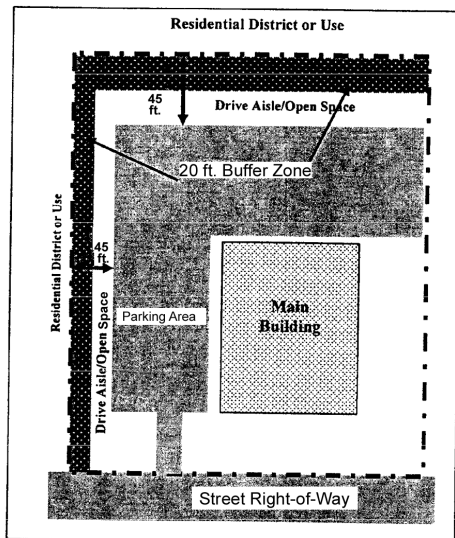 Residential District or Use
45
ft.
Drive Aisle/Open Space
20 ft. Buffer Zone
Residential District or Use
45
ft.
Drive Aisle/Open Space
Parking Area
Main
Building
Street Right-of-Way